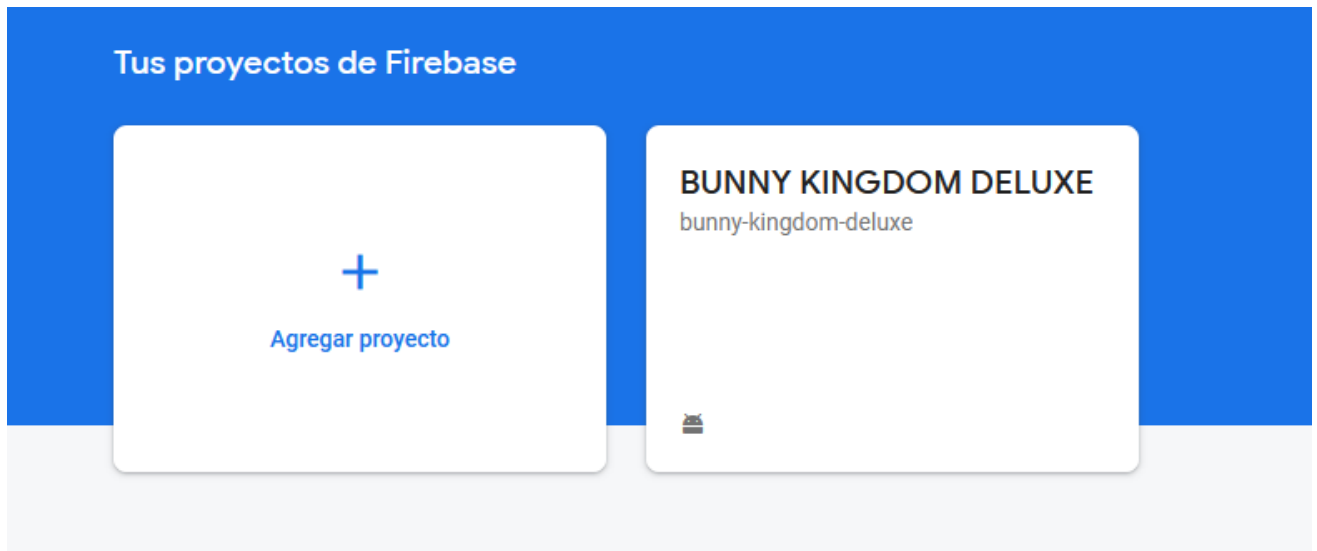 Tus proyectos de Firebase
Agregar proyecto
BUNNY KINGDOM DELUXE
bunny-kingdom-deluxe